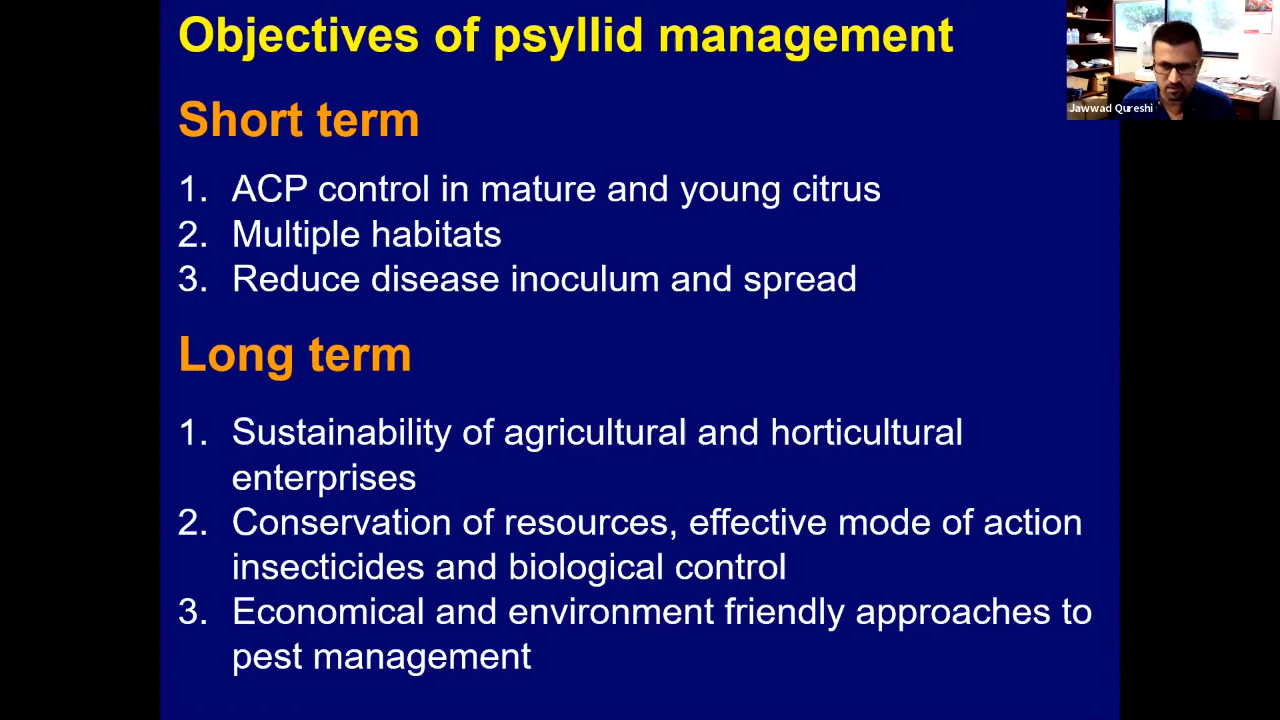 Objectives of psyllid management
Jawwad Qureshi
Short term
1. ACP control in mature and young citrus
2. Multiple habitats
3. Reduce disease inoculum and spread
Long term
1. Sustainability of agricultural and horticultural
enterprises
2. Conservation of resources, effective mode of action
insecticides and biological control
3. Economical and environment friendly approaches to
pest management